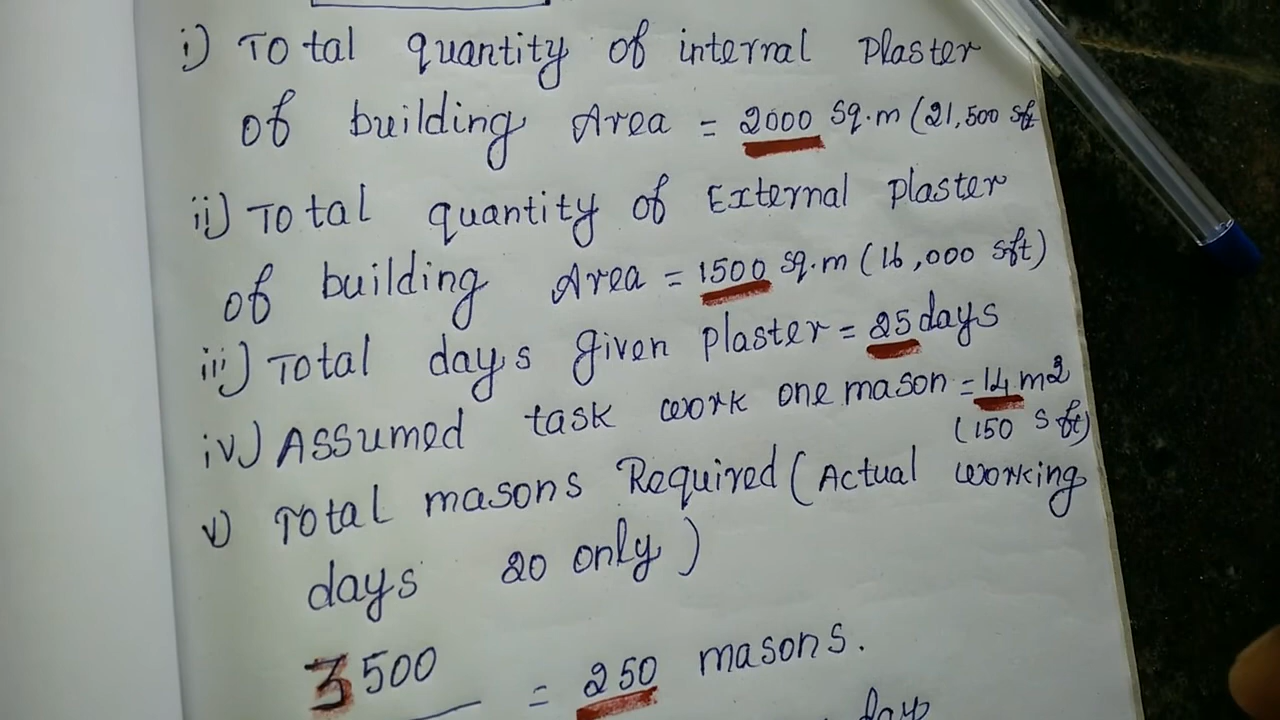 i) Total quantity of internal Plaster
of building Area = 2000 sq.m (21,500 sft
ii) Total quantity of External plaster
of building Area = 1500 sq.m (16,000 sft)
iii) Total days given plaster = 25 days
iv) Assumed task work one mason = 14 m2
(150 sft)
v) Total masons Required (Actual working
days 20 only)
3500
= 250 masons.
day